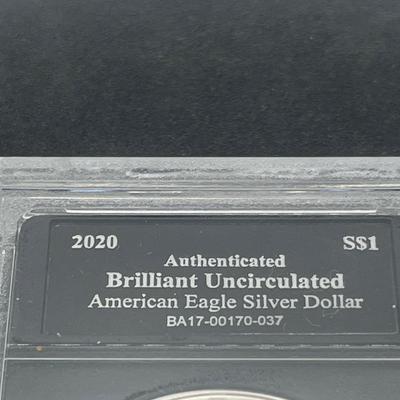 2020 S$1
Authenticated
Brilliant Uncirculated
American Eagle Silver Dollar
BA17-00170-037